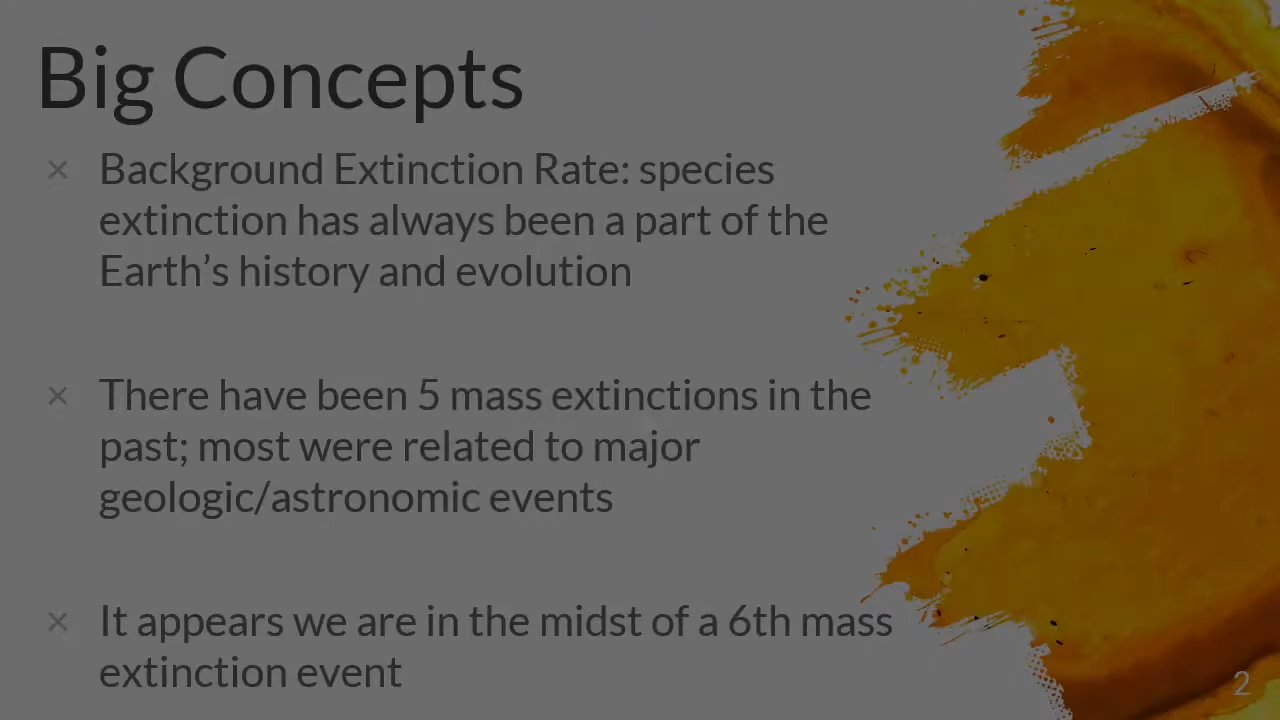 Big Concepts
× Background Extinction Rate: species
extinction has always been a part of the
Earth’s history and evolution
× There have been 5 mass extinctions in the
past; most were related to major
geologic/astronomic events
× It appears we are in the midst of a 6th mass
extinction event
2